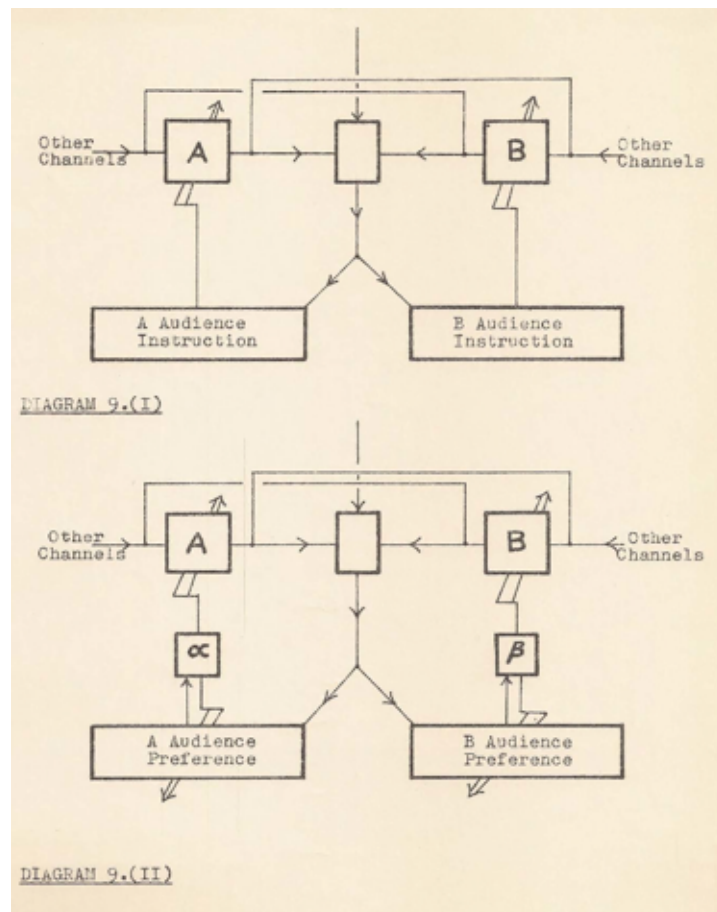 Other
Channels
A
B
Other
Channels
A Audience
Instruction
B Audience
Instruction
DIAGRAM 9.(I)
Other
Channels
A
B
Other
Channels
∝
β
A Audience
Preference
B Audience
Preference
DIAGRAM 9.(II)